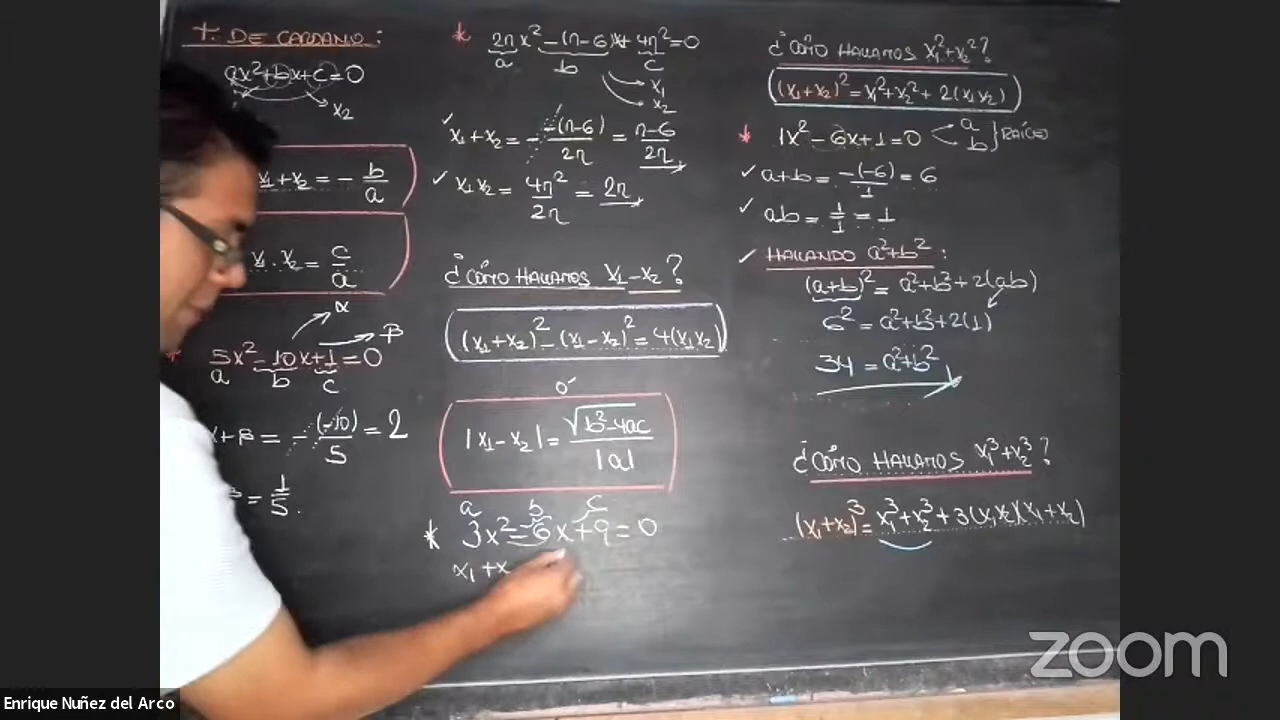 T. DE CARDANO:
ax²+bx+c=0
x₂
x₁+x₂ = - b/a
x₁.x₂ = c/a
α
β
* 5x²-10x+1=0
a b c
α+β = - (-10)/5 = 2
β = 1/5.
* 2nx² -(n-6)x + 4n²=0
a b c
x₁
x₂
✓ x₁+x₂ = - -(n-6)/2n = n-6/2n
✓ x₁x₂ = 4n²/2n = 2n
¿CÓMO HALLAMOS x₁-x₂?
(x₁+x₂)²-(x₁-x₂)²=4(x₁x₂)
ó
|x₁-x₂| = √b²-4ac/|a|
a b c
* 3x²-6x+9=0
x₁+x
¿CÓMO HALLAMOS x₁²+x₂²?
(x₁+x₂)²=x₁²+x₂²+2(x₁x₂)
* 1x²-6x+1=0 a b } RAÍCES
✓ a+b = -(-6)/1 = 6
✓ ab = 1/1 = 1
✓ HALLANDO a²+b²:
(a+b)²=a²+b²+2(ab)
6²=a²+b²+2(1)
34=a²+b²
¿CÓMO HALLAMOS x₁³+x₂³?
(x₁+x₂)³=x₁³+x₂³+3(x₁x₂)(x₁+x₂)
zoom
Enrique Nuñez del Arco